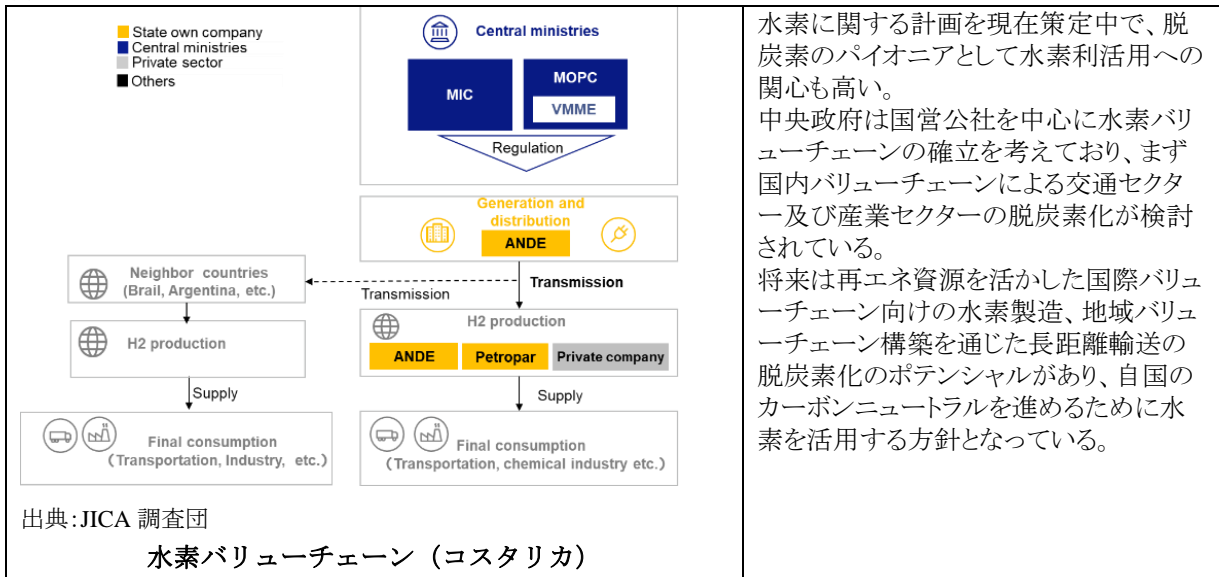 State own company
Central ministries
Private sector
Others
Central ministries
MIC
MOPC
VMME
Regulation
Generation and
distribution
ANDE
Neighbor countries
(Brail, Argentina, etc.)
Transmission
Transmission
H2 production
H2 production
ANDE
Petropar
Private company
Supply
Supply
Final consumption
（Transportation, Industry, etc.）
Final consumption
（Transportation, chemical industry etc.）
出典：JICA 調査団
水素バリューチェーン（コスタリカ）
水素に関する計画を現在策定中で、脱
炭素のパイオニアとして水素利活用への
関心も高い。
中央政府は国営公社を中心に水素バリ
ューチェーンの確立を考えており、まず
国内バリューチェーンによる交通セクタ
ー及び産業セクターの脱炭素化が検討
されている。
将来は再エネ資源を活かした国際バリュ
ーチェーン向けの水素製造、地域バリュ
ーチェーン構築を通じた長距離輸送の
脱炭素化のポテンシャルがあり、自国の
カーボンニュートラルを進めるために水
素を活用する方針となっている。